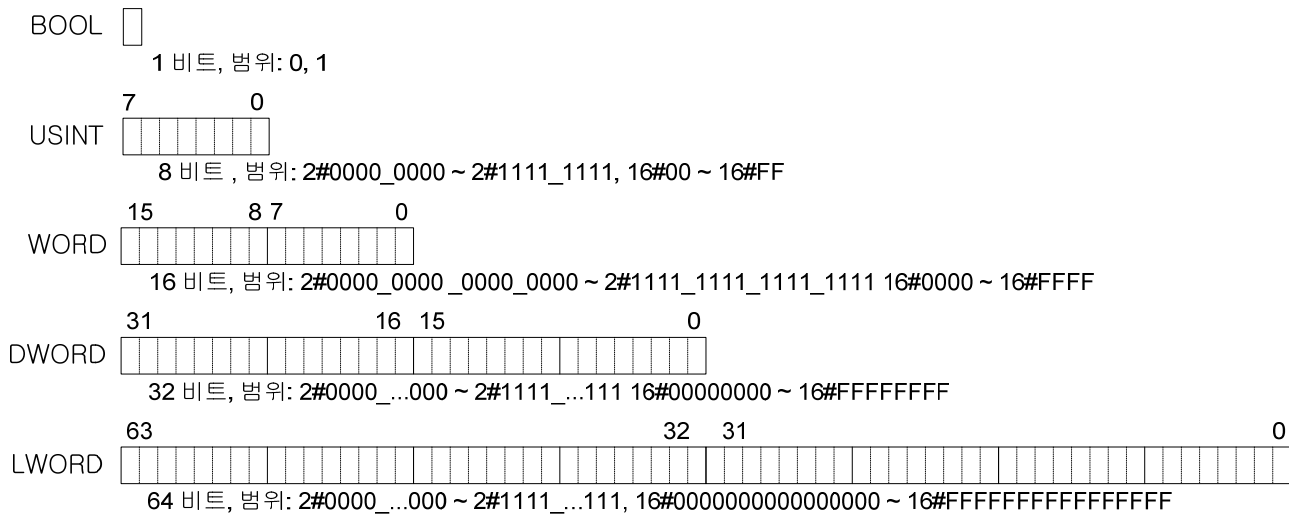 BOOL
1 비트, 범위: 0, 1
7 0
USINT
8 비트 , 범위: 2#0000_0000 ~ 2#1111_1111, 16#00 ~ 16#FF
15 8 7 0
WORD
16 비트, 범위: 2#0000_0000 _0000_0000 ~ 2#1111_1111_1111_1111 16#0000 ~ 16#FFFF
31 16 15 0
DWORD
32 비트, 범위: 2#0000_...000 ~ 2#1111_...111 16#00000000 ~ 16#FFFFFFFF
63 32 31 0
LWORD
64 비트, 범위: 2#0000_...000 ~ 2#1111_...111, 16#0000000000000000 ~ 16#FFFFFFFFFFFFFFFF